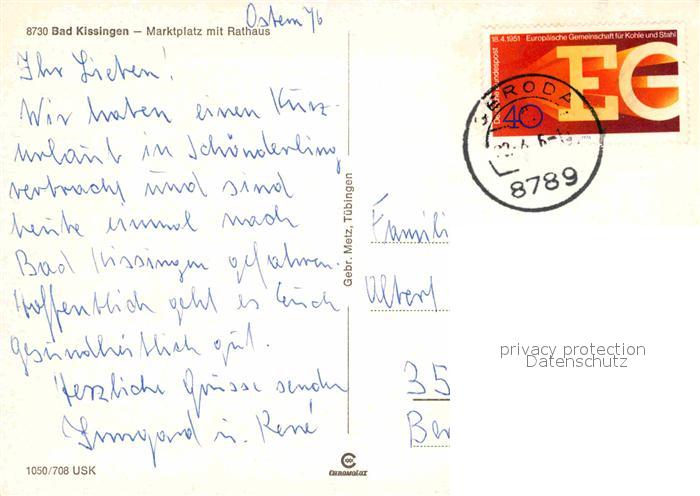 Ostern 76
8730 Bad Kissingen — Marktplatz mit Rathaus
Ihr Lieben!
Wir haben einen Kurz-
urlaub in Schönderling
verbracht und sind
heute einmal nach
Bad Kissingen gefahren.
Hoffentlich geht es Euch
gesundheitlich gut.
Herzliche Grüsse senden
Irmgard u. René
1050/708 USK
Gebr. Metz, Tübingen
CHROMOLUX
18.4.1951 Europäische Gemeinschaft für Kohle und Stahl
EG
Deutsche Bundespost
40
GERODA
8789
Famili
Albert
35
Ber
privacy protection
Datenschutz